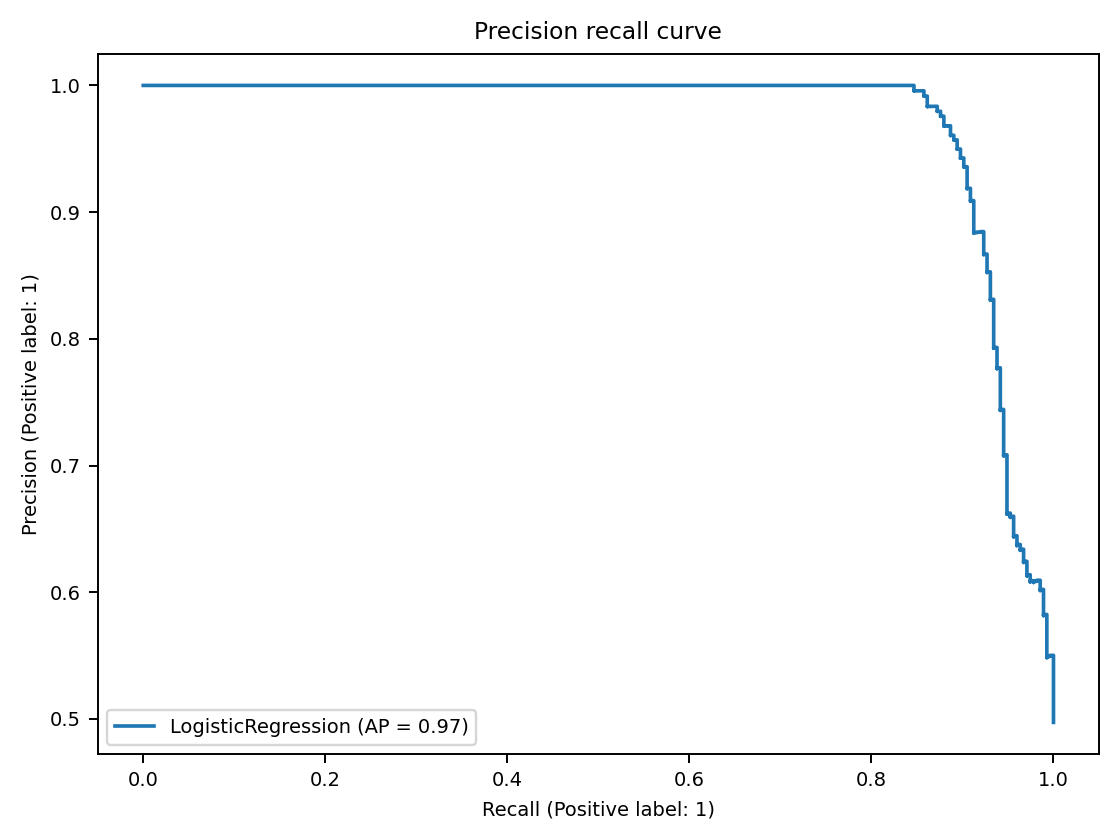 Precision recall curve
1.0
0.9
0.8
0.7
0.6
0.5
Precision (Positive label: 1)
LogisticRegression (AP = 0.97)
0.0 0.2 0.4 0.6 0.8 1.0
Recall (Positive label: 1)